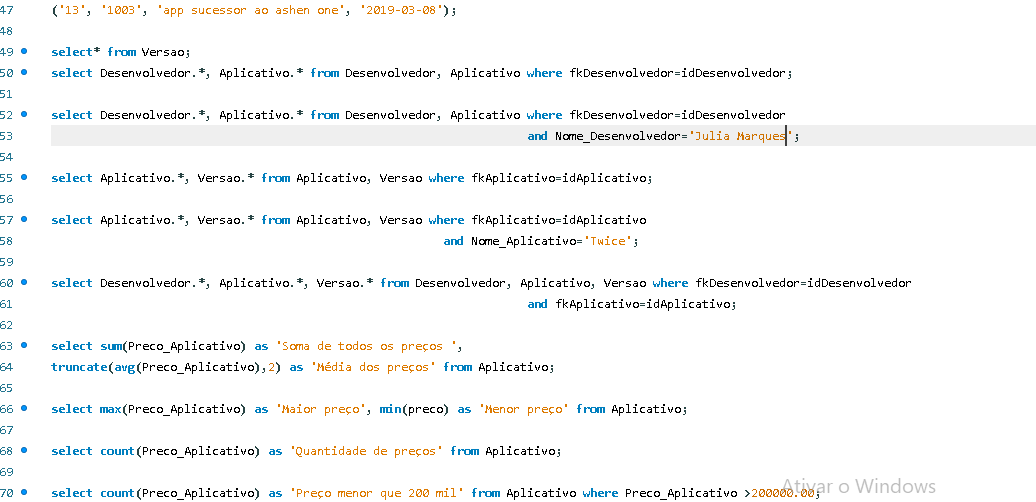 47 ('13', '1003', 'app sucessor ao ashen one', '2019-03-08');
48
49 select* from Versao;
50 select Desenvolvedor.*, Aplicativo.* from Desenvolvedor, Aplicativo where fkDesenvolvedor=idDesenvolvedor;
51
52 select Desenvolvedor.*, Aplicativo.* from Desenvolvedor, Aplicativo where fkDesenvolvedor=idDesenvolvedor
53 and Nome_Desenvolvedor='Julia Marques';
54
55 select Aplicativo.*, Versao.* from Aplicativo, Versao where fkAplicativo=idAplicativo;
56
57 select Aplicativo.*, Versao.* from Aplicativo, Versao where fkAplicativo=idAplicativo
58 and Nome_Aplicativo='Twice';
59
60 select Desenvolvedor.*, Aplicativo.*, Versao.* from Desenvolvedor, Aplicativo, Versao where fkDesenvolvedor=idDesenvolvedor
61 and fkAplicativo=idAplicativo;
62
63 select sum(Preco_Aplicativo) as 'Soma de todos os preços ',
64 truncate(avg(Preco_Aplicativo),2) as 'Média dos preços' from Aplicativo;
65
66 select max(Preco_Aplicativo) as 'Maior preço', min(preco) as 'Menor preço' from Aplicativo;
67
68 select count(Preco_Aplicativo) as 'Quantidade de preços' from Aplicativo;
69
70 select count(Preco_Aplicativo) as 'Preço menor que 200 mil' from Aplicativo where Preco_Aplicativo >200000.00;
Ativar o Windows